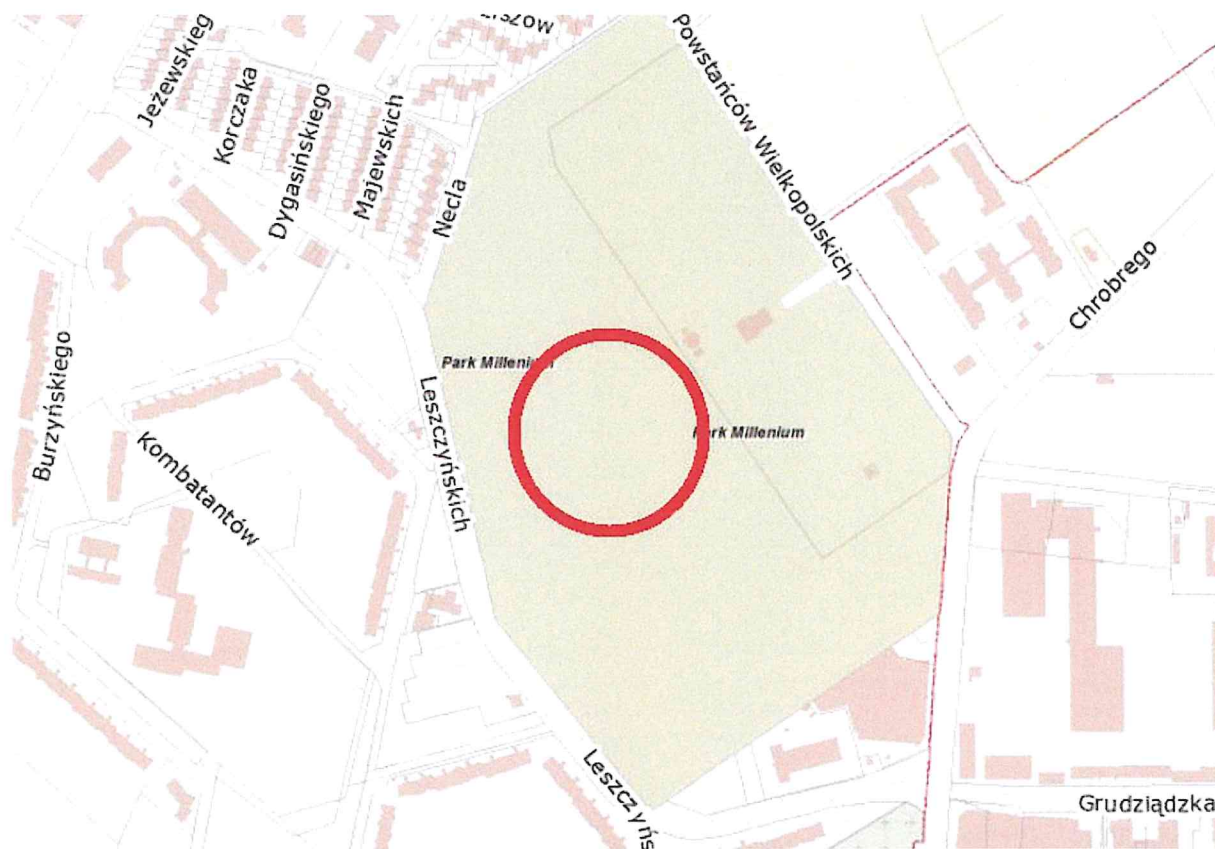 Jeżewskieg
Korczaka
Dygasińskiego
Majewskich
Necla
Powstańców Wielkopolskich
Chrobrego
Burzyńskiego
Kombatantów
Park Millenium
Leszczyńskich
Park Millenium
Leszczyńs
Grudziądzka